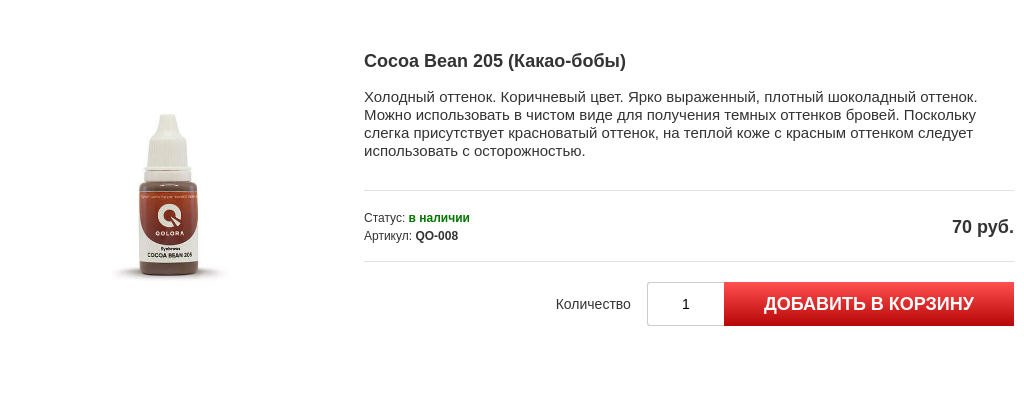 Cocoa Bean 205 (Какао-бобы)
Холодный оттенок. Коричневый цвет. Ярко выраженный, плотный шоколадный оттенок.
Можно использовать в чистом виде для получения темных оттенков бровей. Поскольку
слегка присутствует красноватый оттенок, на теплой коже с красным оттенком следует
использовать с осторожностью.
QOLORA
Eyebrows
COCOA BEAN 205
Статус: в наличии
Артикул: QO-008
70 руб.
Количество
1
ДОБАВИТЬ В КОРЗИНУ